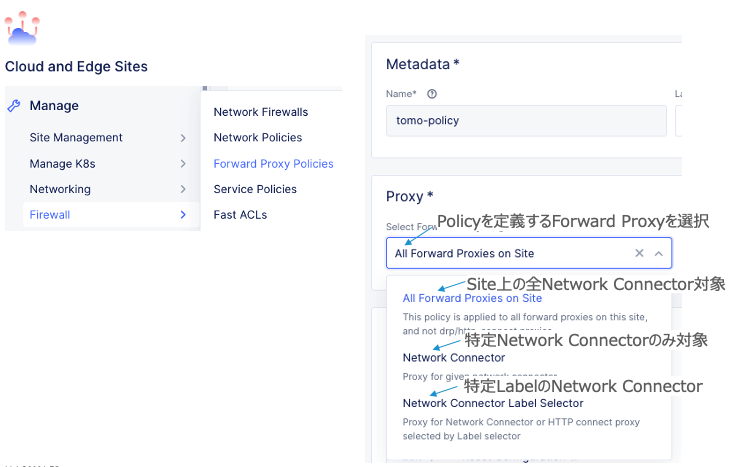 Cloud and Edge Sites
Manage
Site Management
Manage K8s
Networking
Firewall
Network Firewalls
Network Policies
Forward Proxy Policies
Service Policies
Fast ACLs
Metadata *
Name*
tomo-policy
Proxy *
Policyを定義するForward Proxyを選択
Select
All Forward Proxies on Site
Site上の全Network Connector対象
All Forward Proxies on Site
This policy is applied to all forward proxies on this site,
and not drp/http
特定Network Connectorのみ対象
Network Connector
Proxy for given network connector
特定LabelのNetwork Connector
Network Connector Label Selector
Proxy for Network Connector or HTTP connect proxy
selected by Label selector